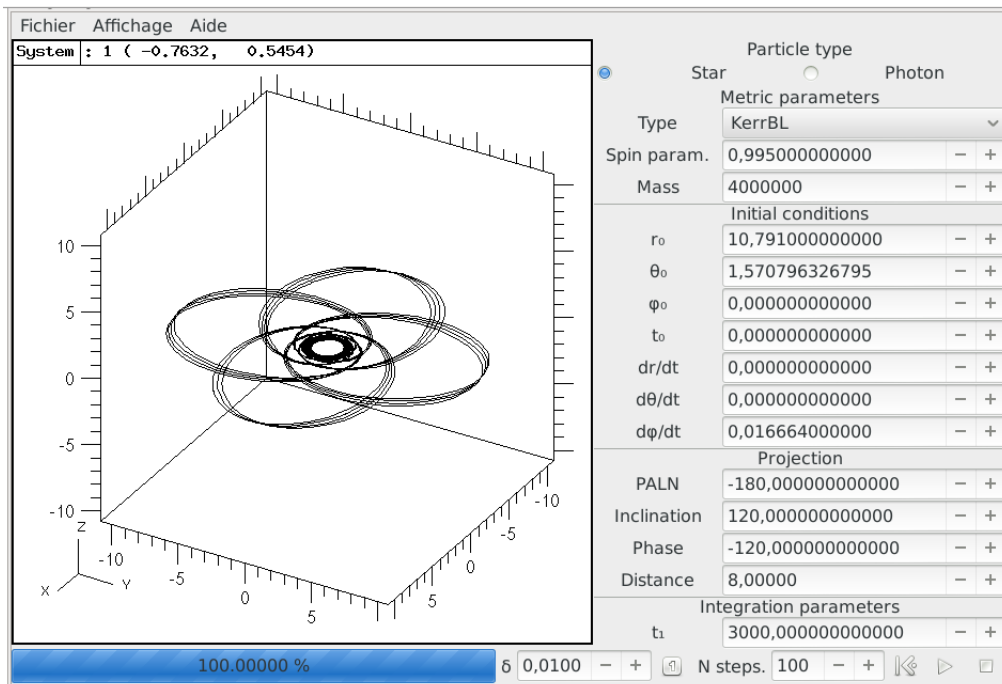 Fichier Affichage Aide
System : 1 ( -0.7632, 0.5454)
10
5
0
-5
-10
Z
X
Y
-10
-5
0
5
5
0
-5
-10
Particle type
Star Photon
Metric parameters
Type KerrBL
Spin param. 0,995000000000 − +
Mass 4000000 − +
Initial conditions
r₀ 10,791000000000 − +
θ₀ 1,570796326795 − +
φ₀ 0,000000000000 − +
t₀ 0,000000000000 − +
dr/dt 0,000000000000 − +
dθ/dt 0,000000000000 − +
dφ/dt 0,016664000000 − +
Projection
PALN -180,000000000000 − +
Inclination 120,000000000000 − +
Phase -120,000000000000 − +
Distance 8,00000 − +
Integration parameters
t₁ 3000,000000000000 − +
100.00000 % δ 0,0100 − + 1 N steps. 100 − +